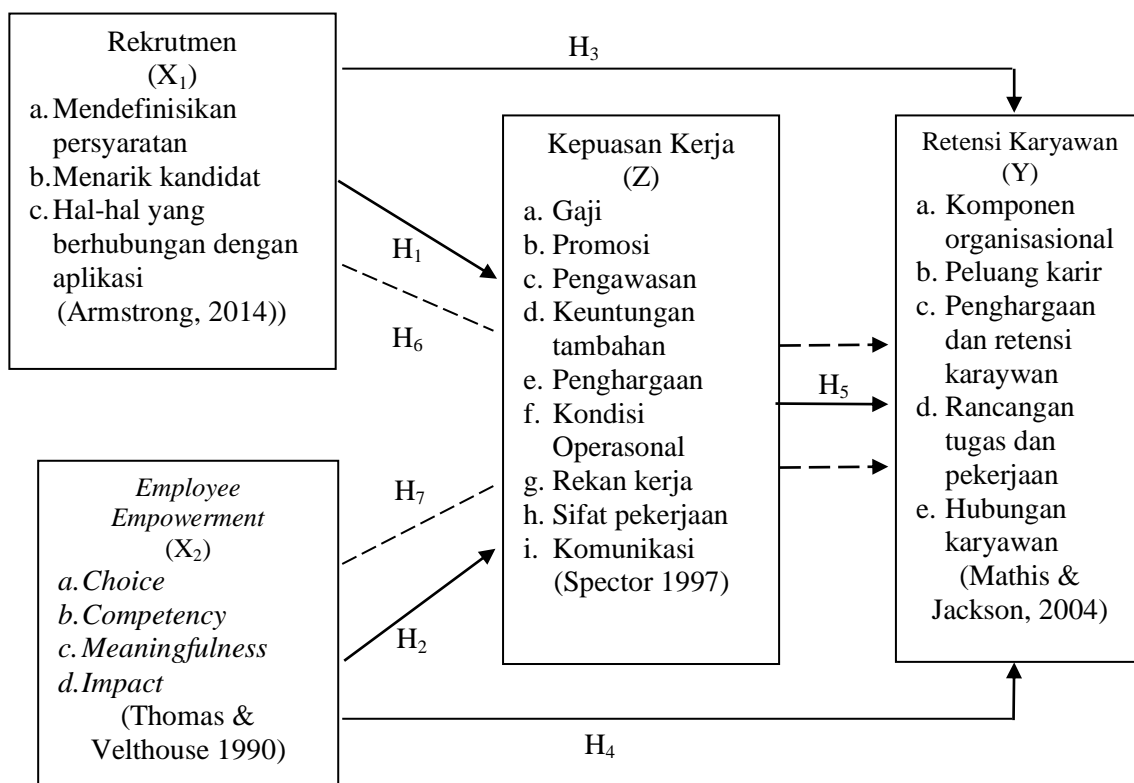 Rekrutmen
(X₁)
a. Mendefinisikan
persyaratan
b. Menarik kandidat
c. Hal-hal yang
berhubungan dengan
aplikasi
(Armstrong, 2014))
H₃
H₁
H₆
Kepuasan Kerja
(Z)
a. Gaji
b. Promosi
c. Pengawasan
d. Keuntungan
tambahan
e. Penghargaan
f. Kondisi
Operasonal
g. Rekan kerja
h. Sifat pekerjaan
i. Komunikasi
(Spector 1997)
H₅
Retensi Karyawan
(Y)
a. Komponen
organisasional
b. Peluang karir
c. Penghargaan
dan retensi
karaywan
d. Rancangan
tugas dan
pekerjaan
e. Hubungan
karyawan
(Mathis &
Jackson, 2004)
Employee
Empowerment
(X₂)
a. Choice
b. Competency
c. Meaningfulness
d. Impact
(Thomas &
Velthouse 1990)
H₇
H₂
H₄